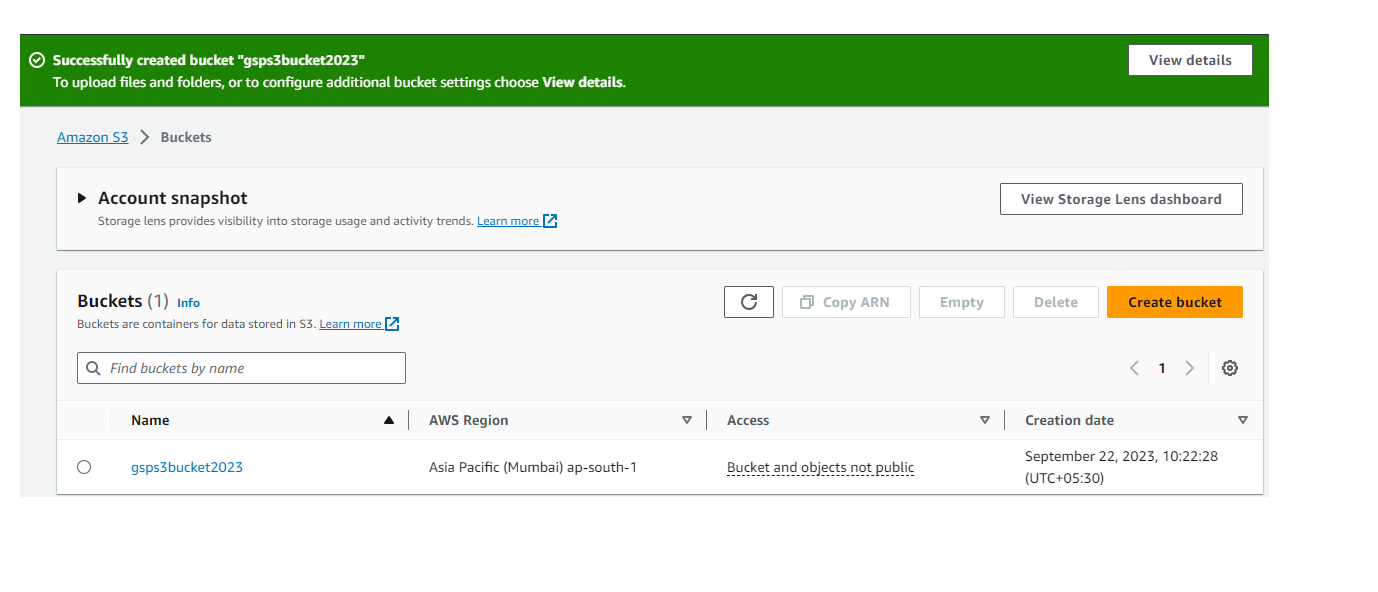 Successfully created bucket "gsps3bucket2023"
To upload files and folders, or to configure additional bucket settings choose View details.
View details
Amazon S3 > Buckets
Account snapshot
Storage lens provides visibility into storage usage and activity trends. Learn more
View Storage Lens dashboard
Buckets (1) Info
Buckets are containers for data stored in S3. Learn more
Copy ARN
Empty
Delete
Create bucket
Find buckets by name
1
Name
AWS Region
Access
Creation date
gsps3bucket2023
Asia Pacific (Mumbai) ap-south-1
Bucket and objects not public
September 22, 2023, 10:22:28
(UTC+05:30)